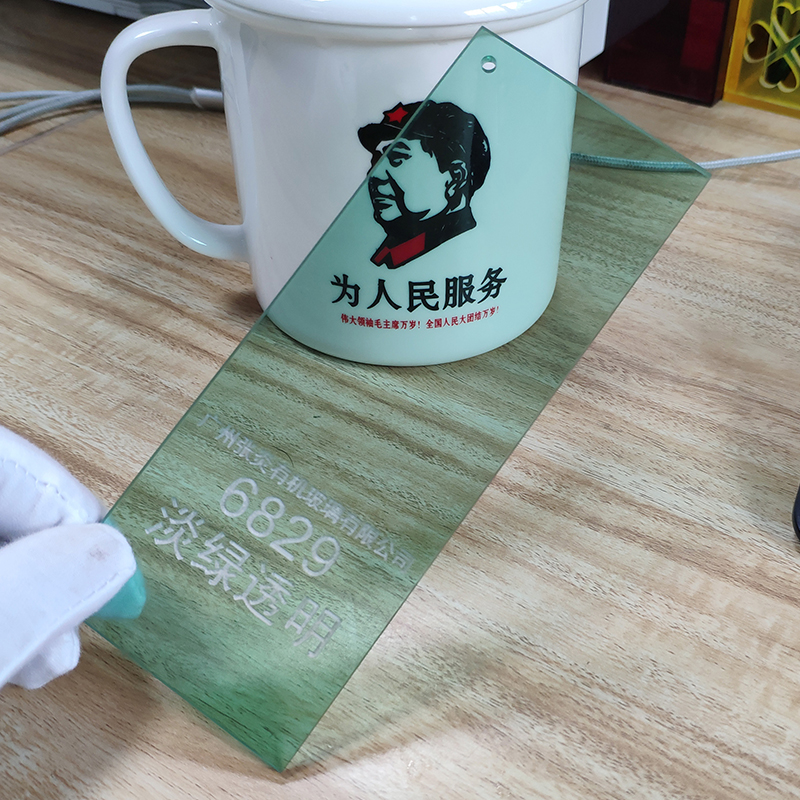 为人民服务
伟大领袖毛主席万岁! 全国人民大团结万岁!
广州张炎有机玻璃有限公司
6829
淡绿透明